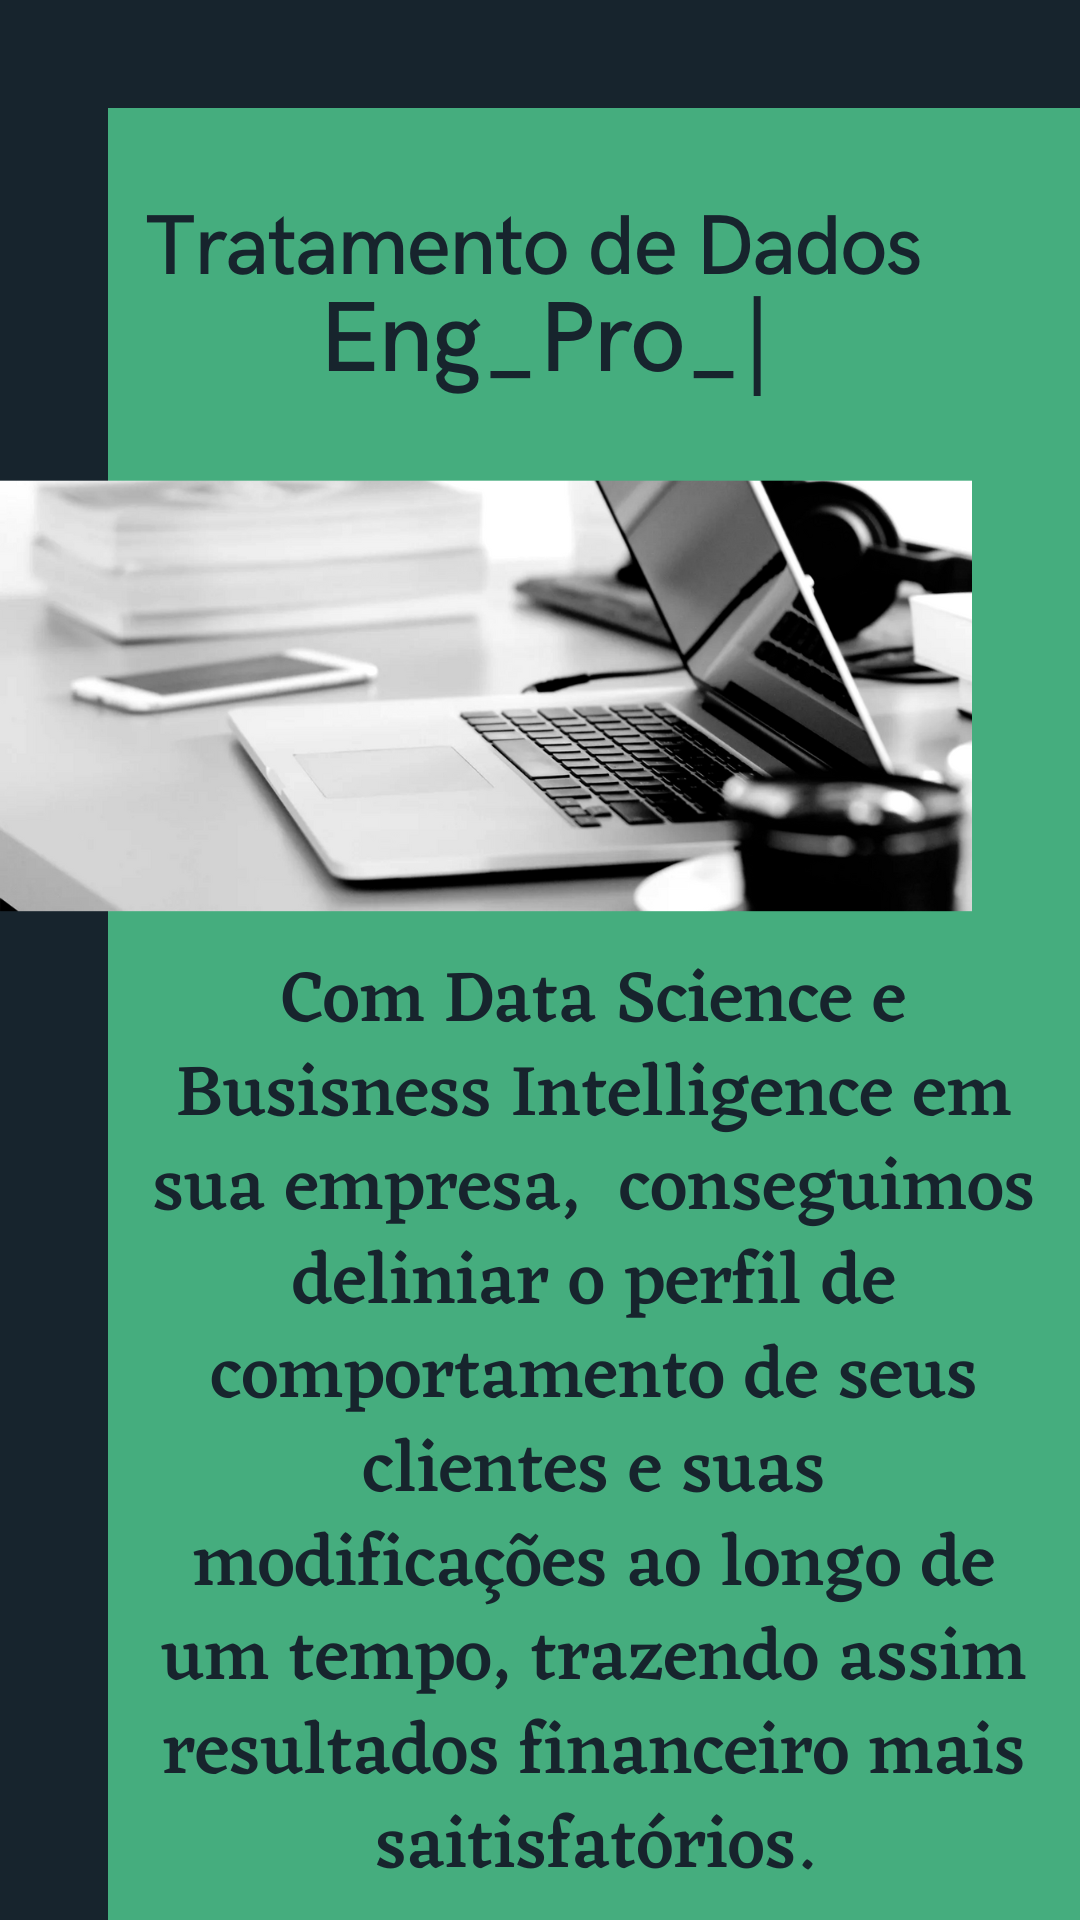 Tratamento de Dados
Eng_Pro_|
Com Data Science e
Busisness Intelligence em
sua empresa,  conseguimos
deliniar o perfil de
comportamento de seus
clientes e suas
modificações ao longo de
um tempo, trazendo assim
resultados financeiro mais
saitisfatórios.